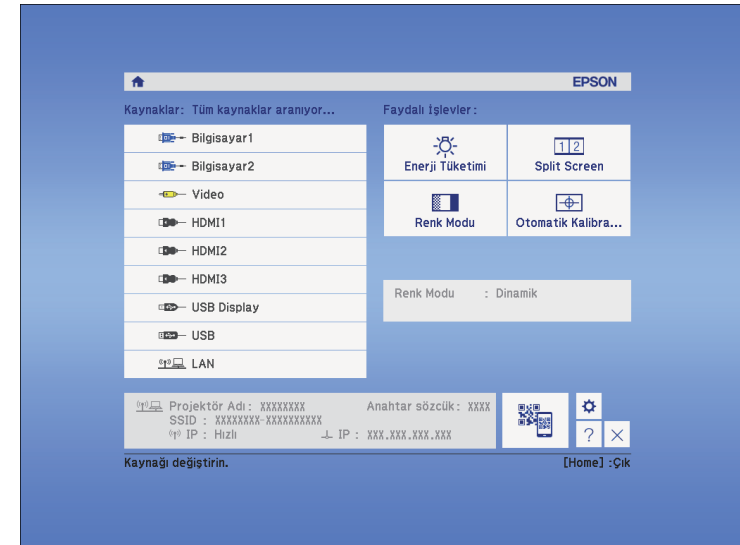 EPSON
Kaynaklar: Tüm kaynaklar aranıyor...
Bilgisayar1
Bilgisayar2
Video
HDMI1
HDMI2
HDMI3
USB Display
USB
LAN
Faydalı İşlevler:
Enerji Tüketimi
1 2
Split Screen
Renk Modu
Otomatik Kalibra...
Renk Modu : Dinamik
Projektör Adı: XXXXXXXX Anahtar sözcük: XXXX
SSID : XXXXXXXX-XXXXXXXXXX
IP : Hızlı IP : XXX.XXX.XXX.XXX
?
Kaynağı değiştirin. [Home] :Çık